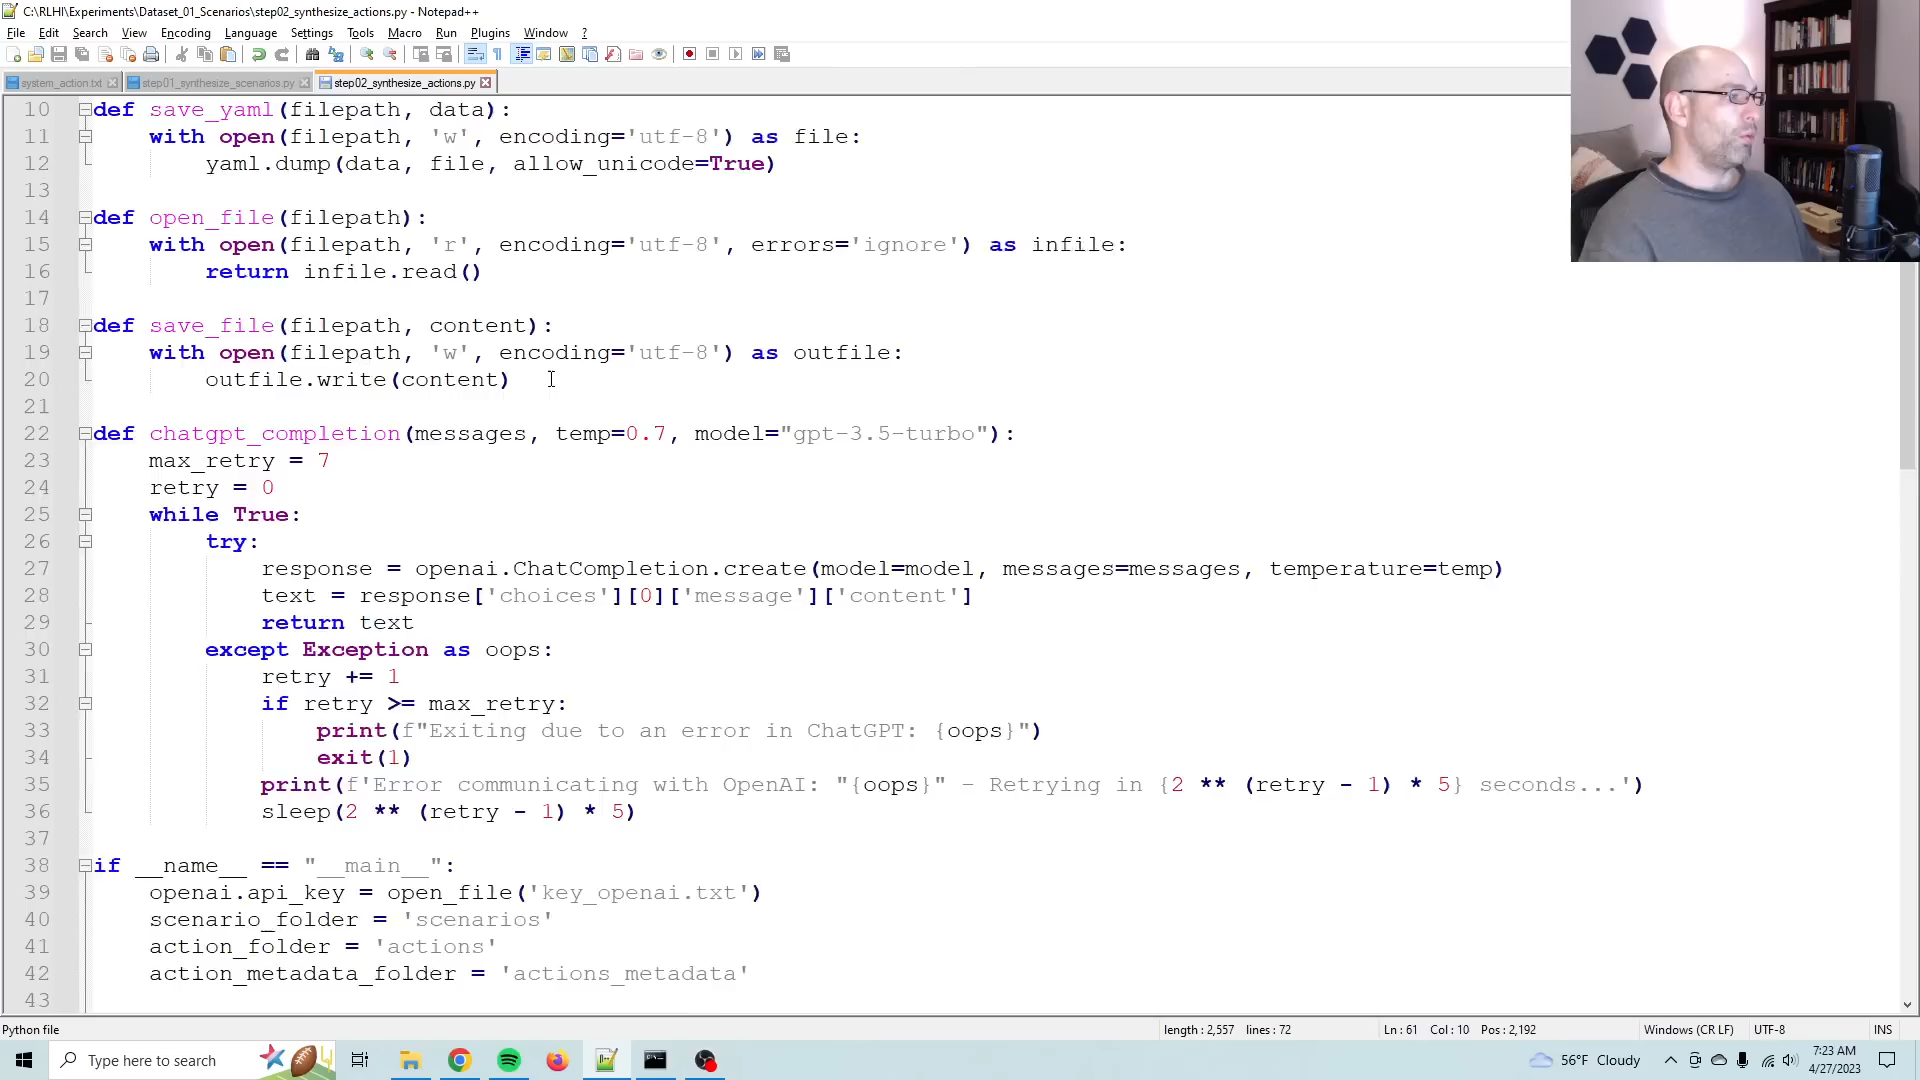 C:\RLHI\Experiments\Dataset_01_Scenarios\step02_synthesize_actions.py - Notepad++
File Edit Search View Encoding Language Settings Tools Macro Run Plugins Window ?
system_action.txt step01_synthesize_scenarios.py step02_synthesize_actions.py
10 def save_yaml(filepath, data):
11 with open(filepath, 'w', encoding='utf-8') as file:
12 yaml.dump(data, file, allow_unicode=True)
13
14 def open_file(filepath):
15 with open(filepath, 'r', encoding='utf-8', errors='ignore') as infile:
16 return infile.read()
17
18 def save_file(filepath, content):
19 with open(filepath, 'w', encoding='utf-8') as outfile:
20 outfile.write(content)
21
22 def chatgpt_completion(messages, temp=0.7, model="gpt-3.5-turbo"):
23 max_retry = 7
24 retry = 0
25 while True:
26 try:
27 response = openai.ChatCompletion.create(model=model, messages=messages, temperature=temp)
28 text = response['choices'][0]['message']['content']
29 return text
30 except Exception as oops:
31 retry += 1
32 if retry >= max_retry:
33 print(f"Exiting due to an error in ChatGPT: {oops}")
34 exit(1)
35 print(f'Error communicating with OpenAI: "{oops}" - Retrying in {2 ** (retry - 1) * 5} seconds...')
36 sleep(2 ** (retry - 1) * 5)
37
38 if __name__ == "__main__":
39 openai.api_key = open_file('key_openai.txt')
40 scenario_folder = 'scenarios'
41 action_folder = 'actions'
42 action_metadata_folder = 'actions_metadata'
43
Python file length : 2,557 lines : 72 Ln : 61 Col : 10 Pos : 2,192 Windows (CR LF) UTF-8 INS
Type here to search 56°F Cloudy 7:23 AM
4/27/2023